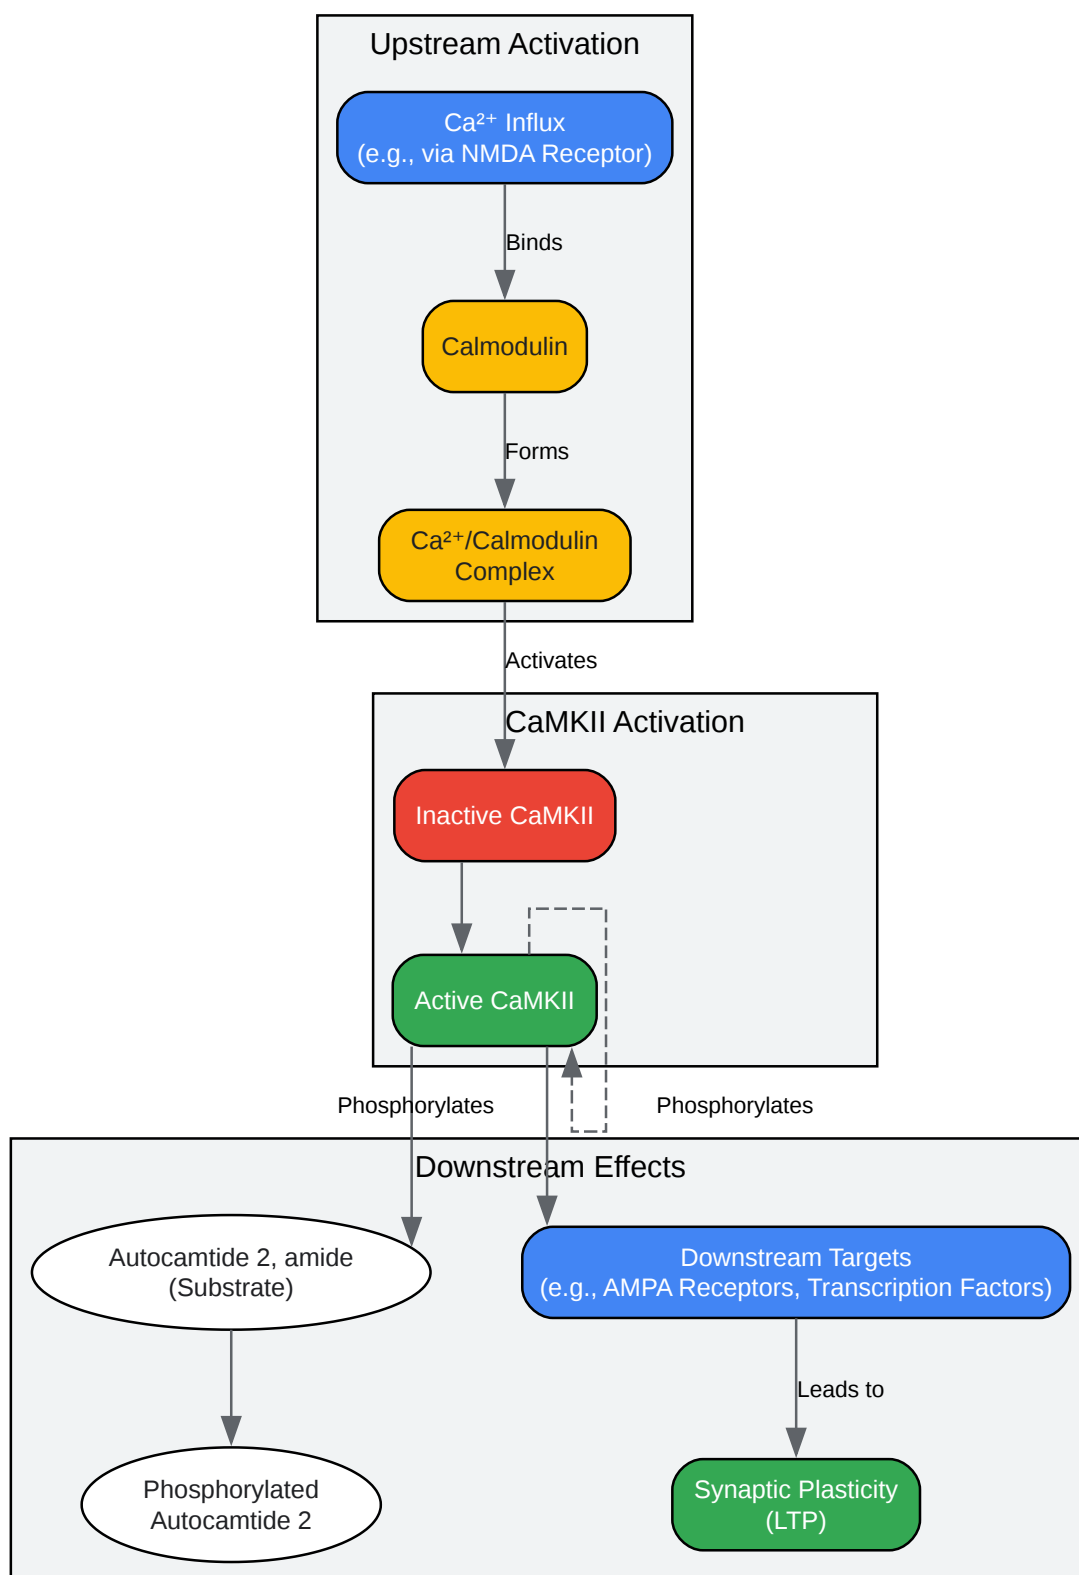 Upstream Activation
Ca²⁺ Influx
(e.g., via NMDA Receptor)
Binds
Calmodulin
Forms
Ca²⁺/Calmodulin
Complex
Activates
CaMKII Activation
Inactive CaMKII
Active CaMKII
Phosphorylates
Phosphorylates
Downstream Effects
Autocamtide 2, amide
(Substrate)
Downstream Targets
(e.g., AMPA Receptors, Transcription Factors)
Leads to
Phosphorylated
Autocamtide 2
Synaptic Plasticity
(LTP)